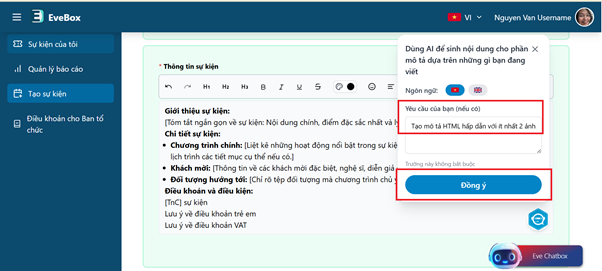 EveBox
VI
Nguyen Van Username
Sự kiện của tôi
Quản lý báo cáo
Tạo sự kiện
Điều khoản cho Ban tổ
chức
* Thông tin sự kiện
H₁ H₂ H₃ B I U S
Giới thiệu sự kiện:
[Tóm tắt ngắn gọn về sự kiện: Nội dung chính, điểm đặc sắc nhất và lý
Chi tiết sự kiện:
• Chương trình chính: [Liệt kê những hoạt động nổi bật trong sự kiện
lịch trình các tiết mục cụ thể nếu có.]
• Khách mời: [Thông tin về các khách mời đặc biệt, nghệ sĩ, diễn giả
• Đối tượng hướng tới: [Chỉ rõ tệp đối tượng mà chương trình
Điều khoản và điều kiện:
[TnC] sự kiện
Lưu ý về điều khoản trẻ em
Lưu ý về điều khoản VAT
Dùng AI để sinh nội dung cho phần
mô tả dựa trên những gì bạn đang
viết
Ngôn ngữ:
Yêu cầu của bạn (nếu có)
Tạo mô tả HTML hấp dẫn với ít nhất 2 ảnh
Trường này không bắt buộc
Đồng ý
Eve Chatbox